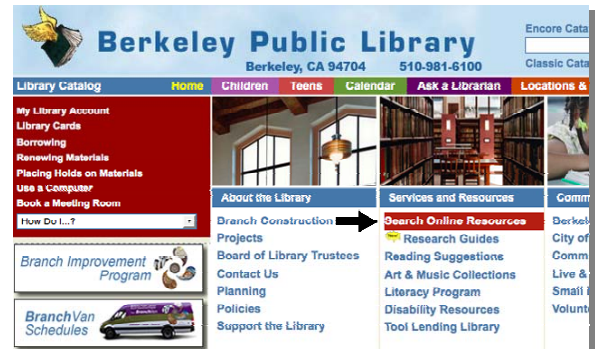 Berkeley Public Library
Berkeley, CA 94704 510-981-6100
Encore Cata
Classic Cata
Library Catalog Home Children Teens Calendar Ask a Librarian Locations &
My Library Account
Library Cards
Borrowing
Renewing Materials
Placing Holds on Materials
Use a Computer
Book a Meeting Room
How Do I...?
Branch Improvement
Program
BranchVan
Schedules
About the Library
Branch Construction
Projects
Board of Library Trustees
Contact Us
Planning
Policies
Support the Library
Services and Resources
Search Online Resources
Research Guides
Reading Suggestions
Art & Music Collections
Literacy Program
Disability Resources
Tool Lending Library
Comm
Berkel
City of
Comm
Live &
Small
Volunt